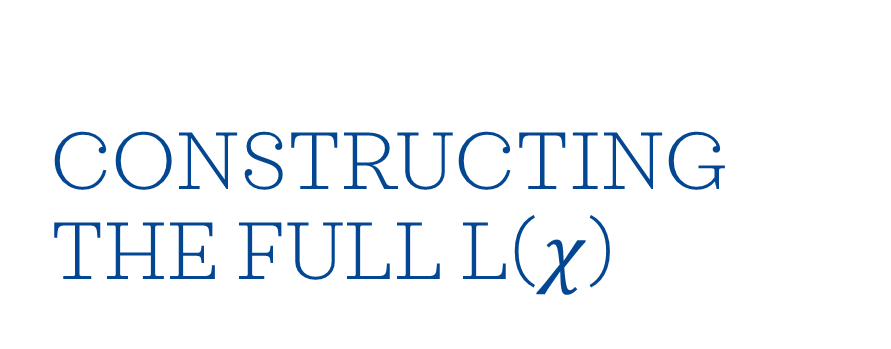 CONSTRUCTING
THE FULL L(χ)